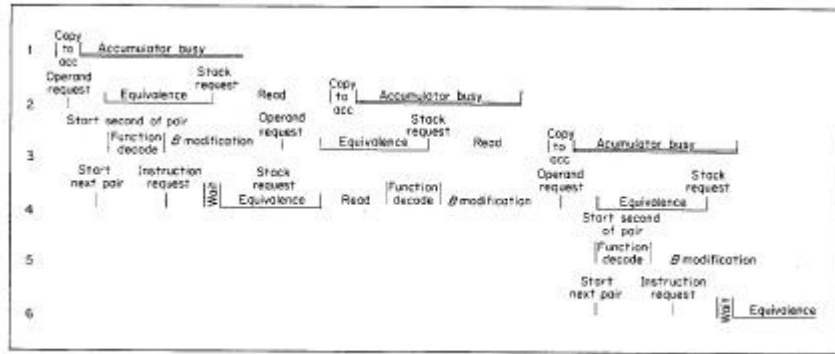 Copy
1 to Accumulator busy
acc
Operand Stack
request request Copy
2 Equivalence Read to Accumulator busy
acc
Start second of pair Operand Stack
Function B modification request request Copy
3 decode Equivalence Read to Acumulator busy
acc
Start Instruction Stack Operand Stack
next pair request request Function request request
4 Wait Equivalence Read decode B modification Equivalence
Start second
of pair
5 Function B modification
decode
Start Instruction
next pair request
6 Wait Equivalence